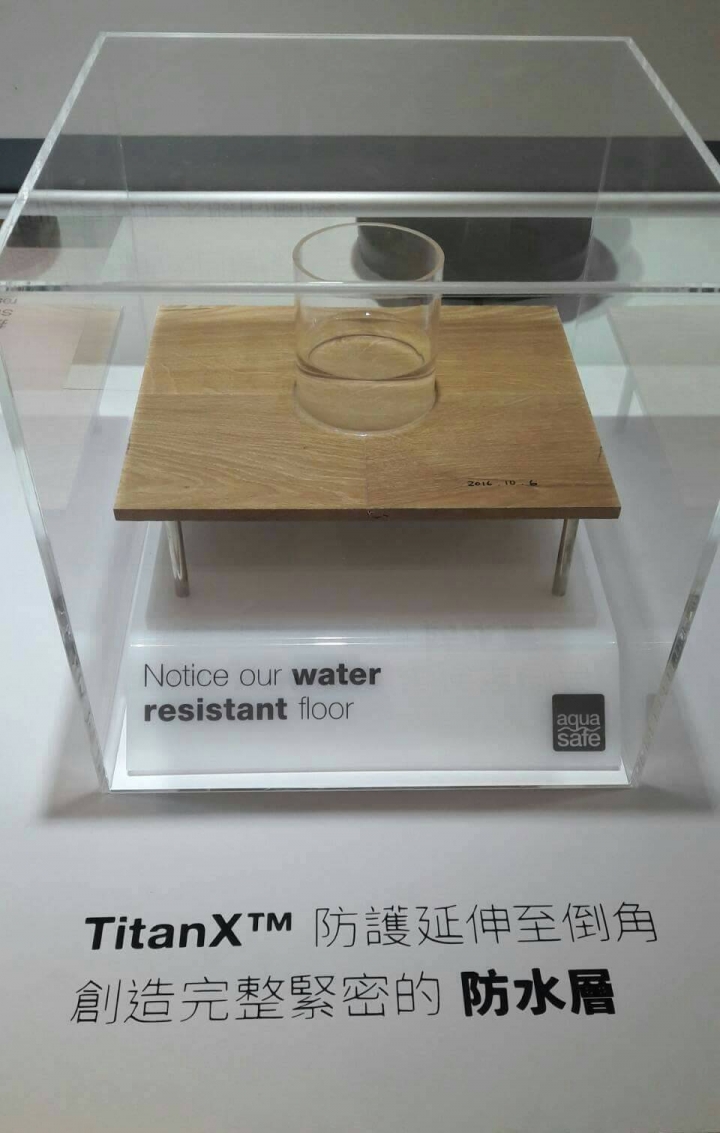 2016.10.6
Notice our water
resistant floor
aqua
safe
TitanX™ 防護延伸至倒角
創造完整緊密的 防水層